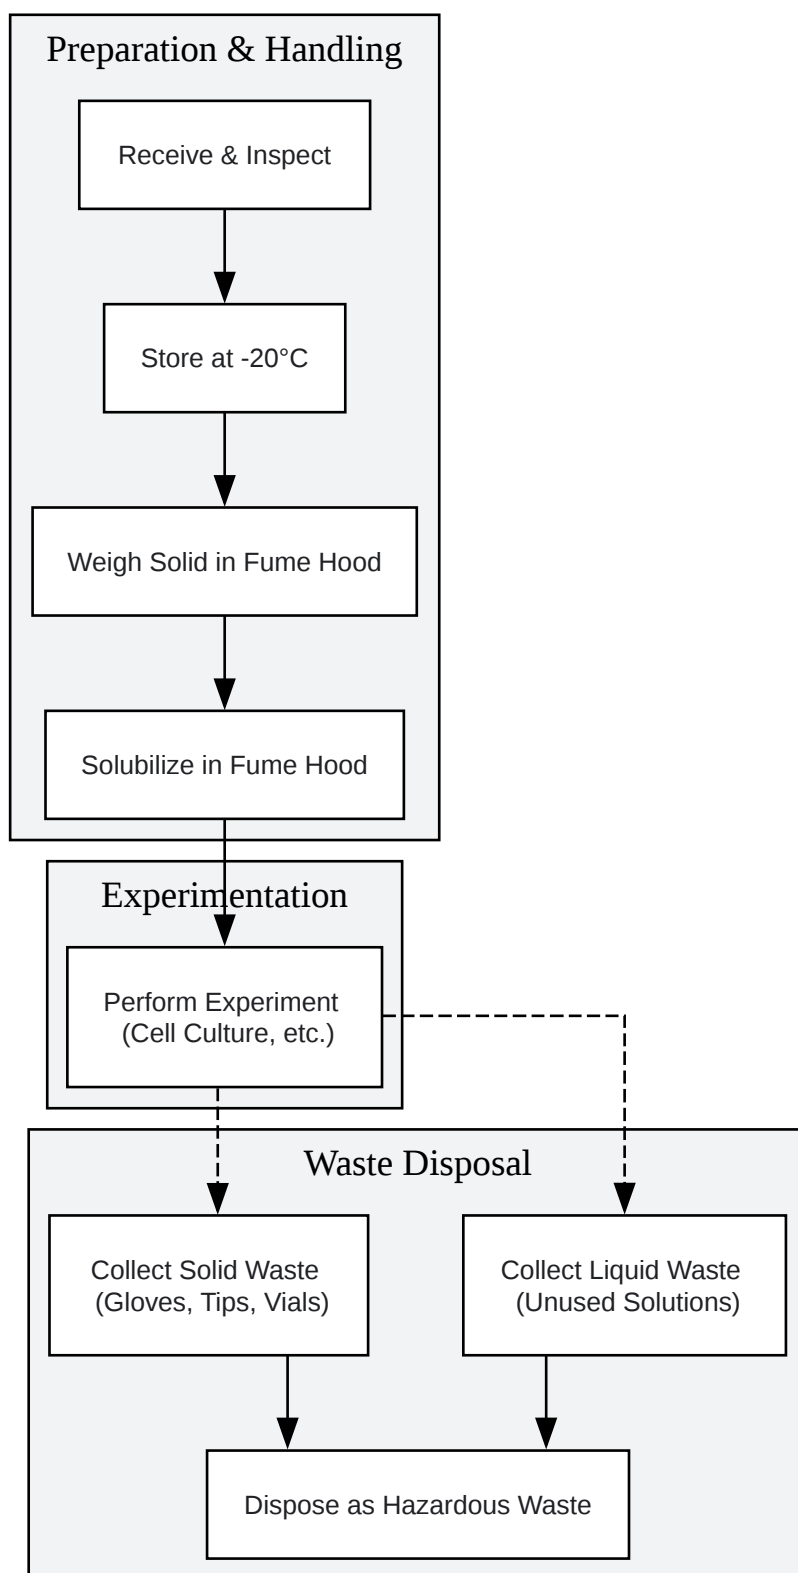 Preparation & Handling
Receive & Inspect
Store at -20°C
Weigh Solid in Fume Hood
Solubilize in Fume Hood
Experimentation
Perform Experiment
(Cell Culture, etc.)
Waste Disposal
Collect Solid Waste
(Gloves, Tips, Vials)
Collect Liquid Waste
(Unused Solutions)
Dispose as Hazardous Waste